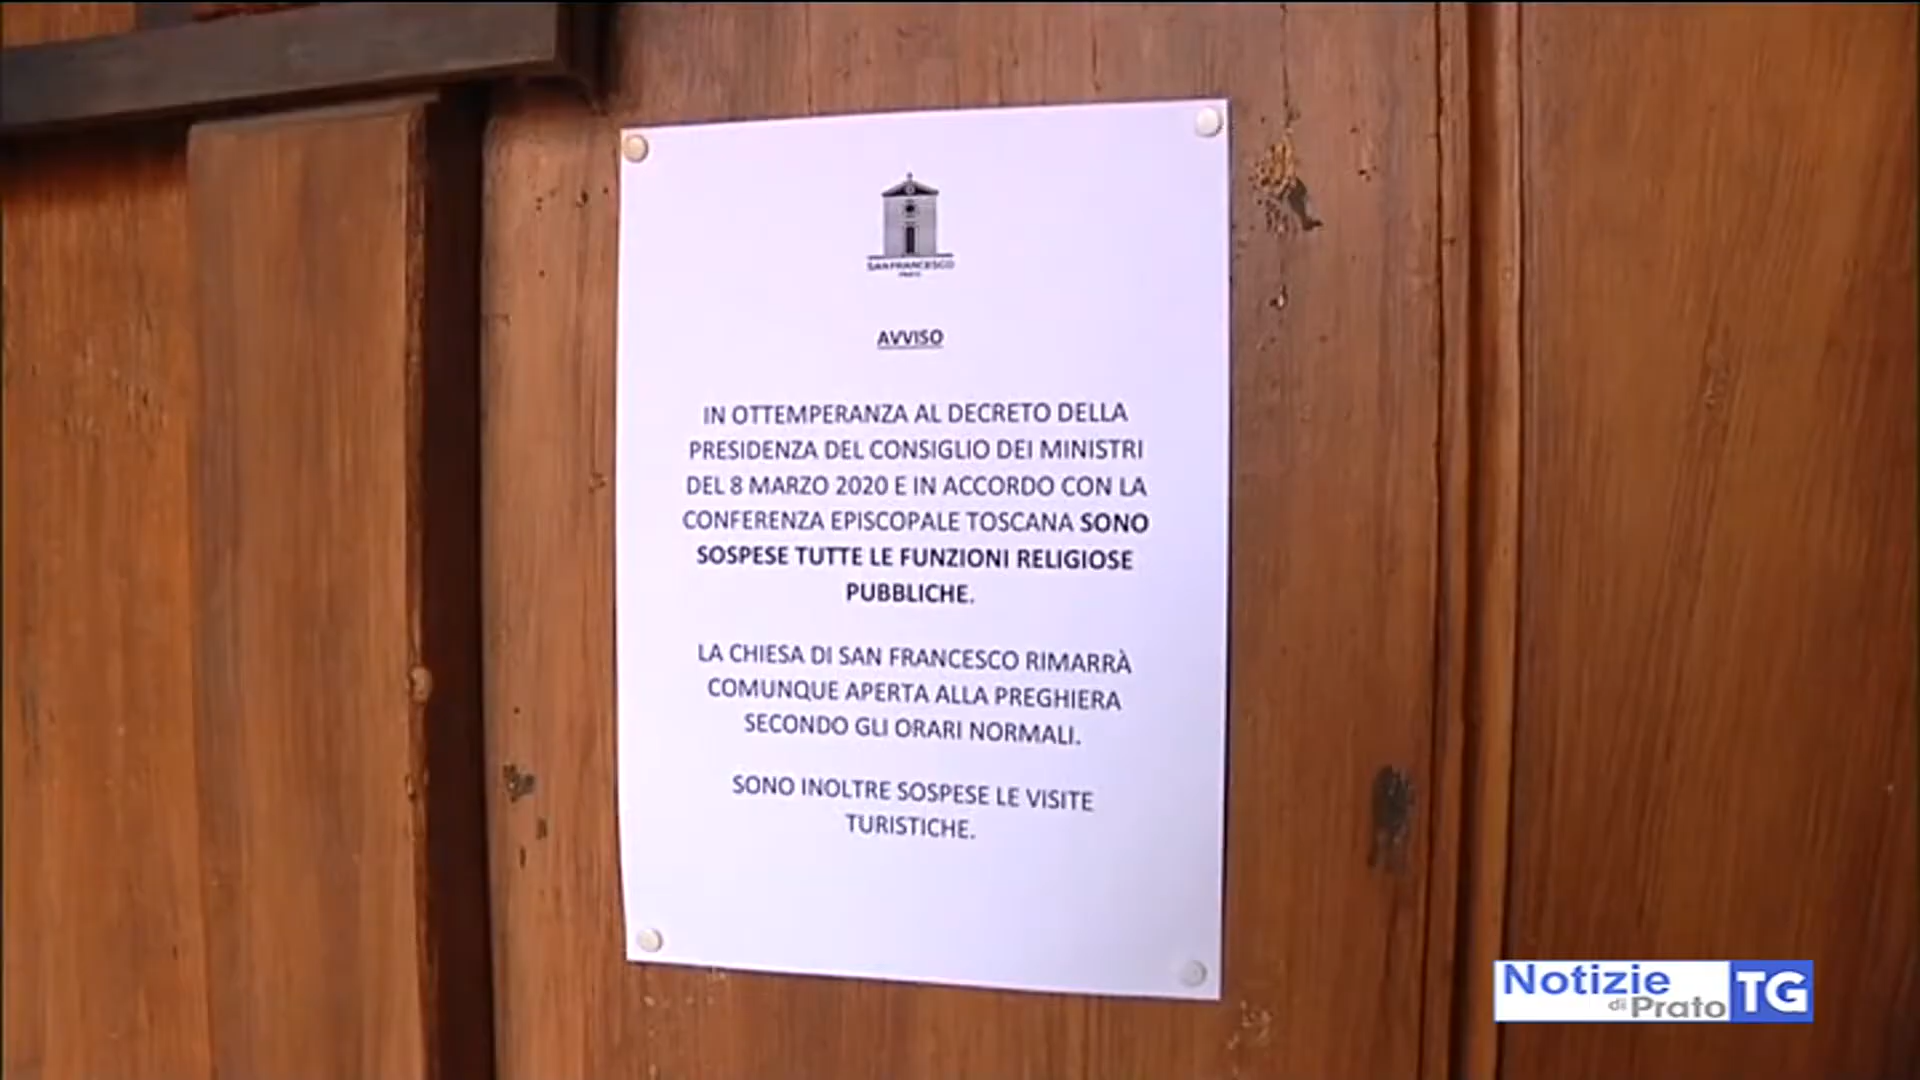 SAN FRANCESCO
PRATO
AVVISO
IN OTTEMPERANZA AL DECRETO DELLA
PRESIDENZA DEL CONSIGLIO DEI MINISTRI
DEL 8 MARZO 2020 E IN ACCORDO CON LA
CONFERENZA EPISCOPALE TOSCANA SONO
SOSPESE TUTTE LE FUNZIONI RELIGIOSE
PUBBLICHE.
LA CHIESA DI SAN FRANCESCO RIMARRÀ
COMUNQUE APERTA ALLA PREGHIERA
SECONDO GLI ORARI NORMALI.
SONO INOLTRE SOSPESE LE VISITE
TURISTICHE.
Notizie
di Prato TG